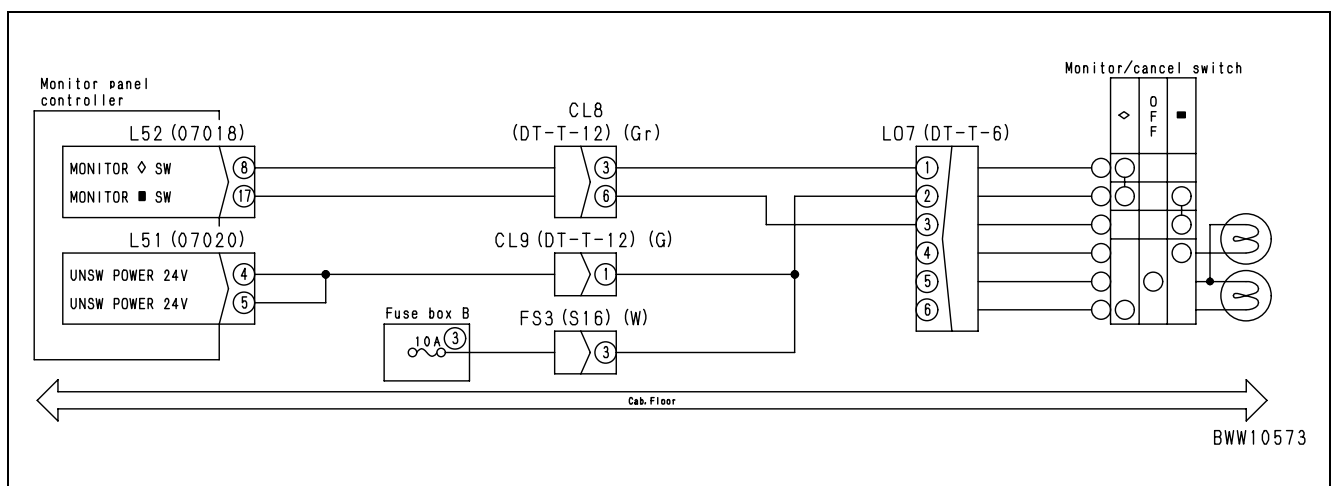 Monitor/cancel switch
Monitor panel
controller
◇ OFF ■
CL8
L52 (07018) (DT-T-12) (Gr) L07 (DT-T-6)
MONITOR ◇ SW 8 3 1
MONITOR ■ SW 17 6 2
3
L51 (07020) CL9 (DT-T-12) (G)
UNSW POWER 24V 4 1 4
UNSW POWER 24V 5 5
Fuse box B FS3 (S16) (W) 6
10A 3 3
Cab. Floor
BWW10573